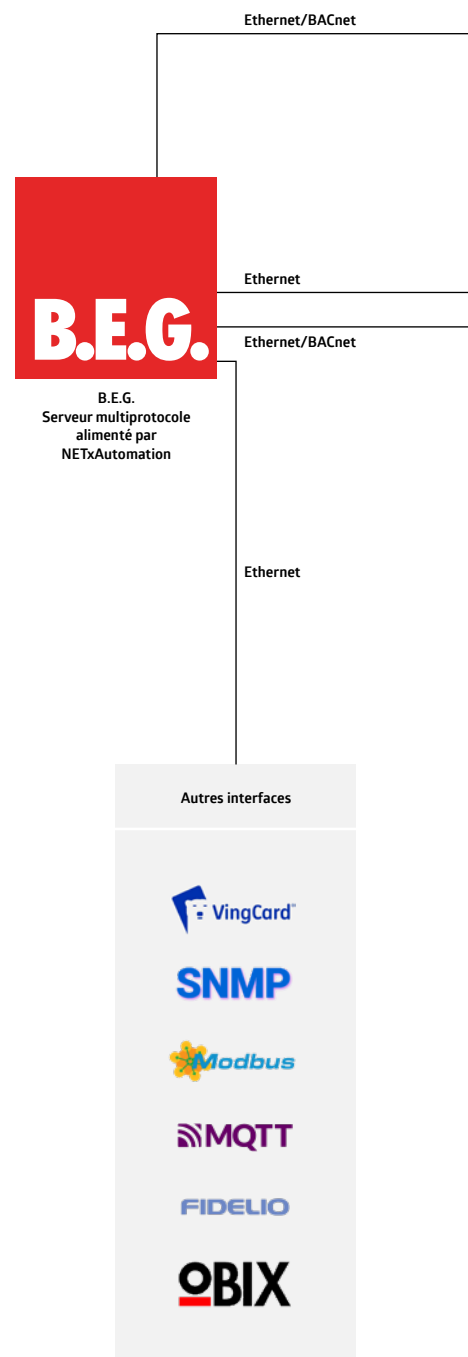 Ethernet/BACnet
B.E.G.
Ethernet
Ethernet/BACnet
B.E.G.
Serveur multiprotocole
alimenté par
NETxAutomation
Ethernet
Autres interfaces
VingCard
SNMP
Modbus
MQTT
FIDELIO
OBIX